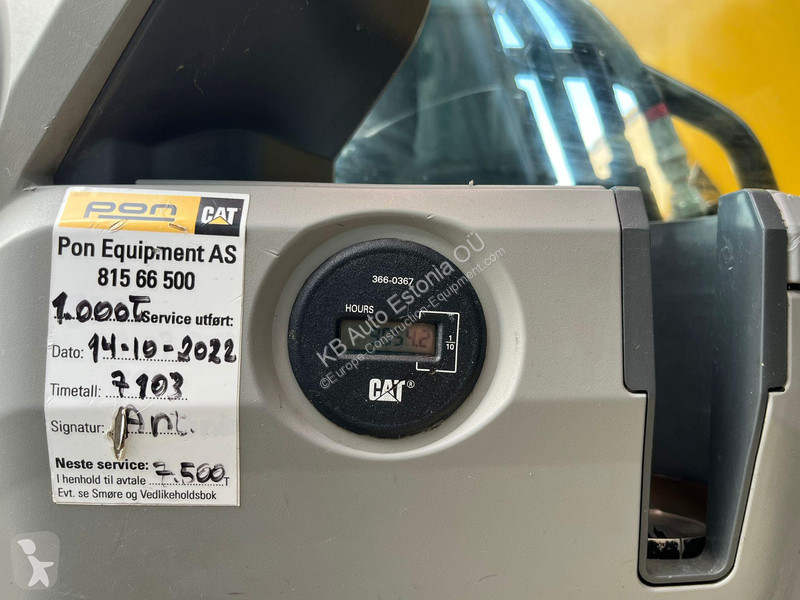 pon CAT
Pon Equipment AS
815 66 500
1.000T Service utført:
Dato: 14-10-2022
Timetall: 7103
Signatur: Ant.
Neste service: 7.500 T
I henhold til avtale
Evt. se Smøre og Vedlikeholdsbok
366-0367
HOURS
1/10
CAT®
KB Auto Estonia OÜ
©Europe-Construction-Equipment.com